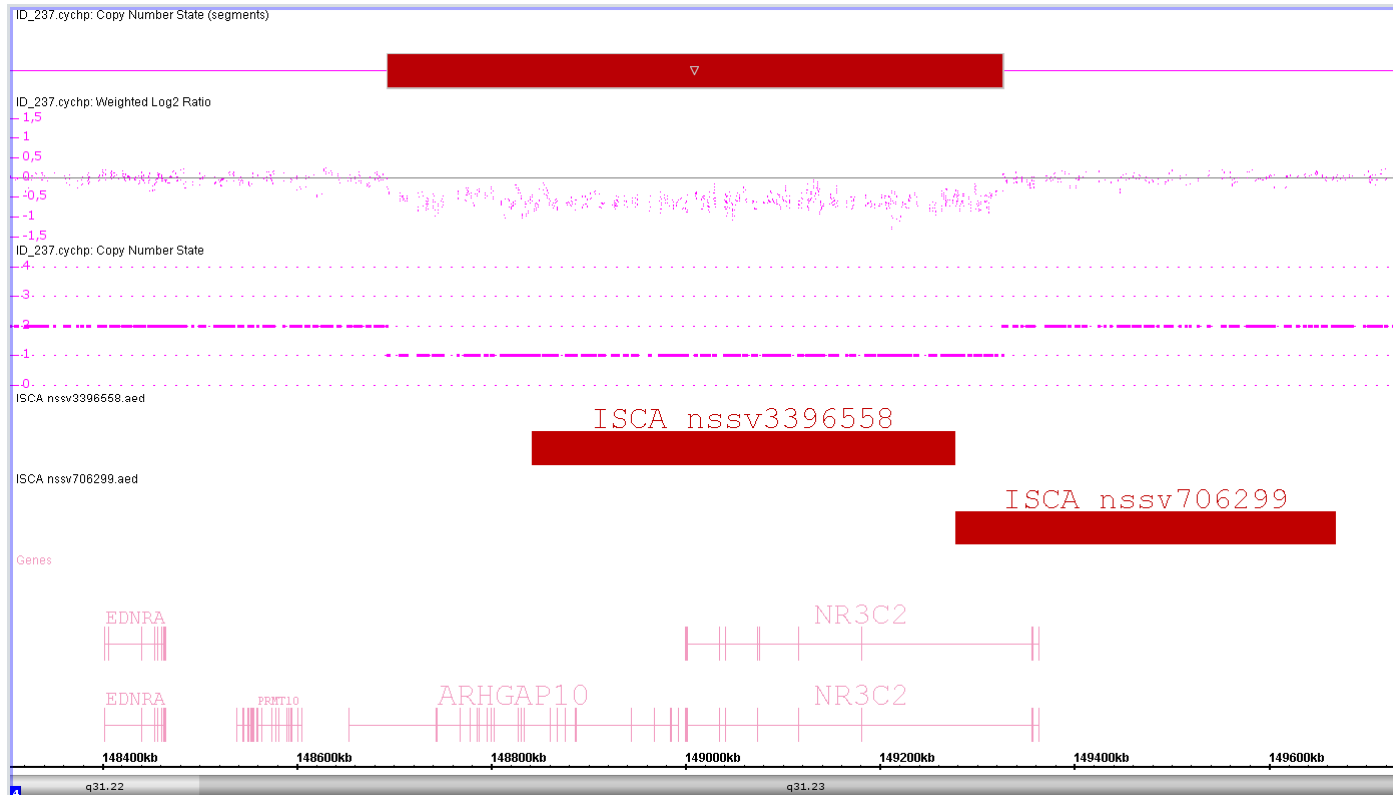 ID_237.cychp: Copy Number State (segments)
▽
ID_237.cychp: Weighted Log2 Ratio
1,5
1
0,5
0
-0,5
-1
-1,5
ID_237.cychp: Copy Number State
4
3
2
1
0
ISCA nssv3396558.aed
ISCA nssv3396558
ISCA nssv706299.aed
ISCA nssv706299
Genes
EDNRA NR3C2
EDNRA PRMT10 ARHGAP10 NR3C2
148400kb 148600kb 148800kb 149000kb 149200kb 149400kb 149600kb
q31.22 q31.23
4